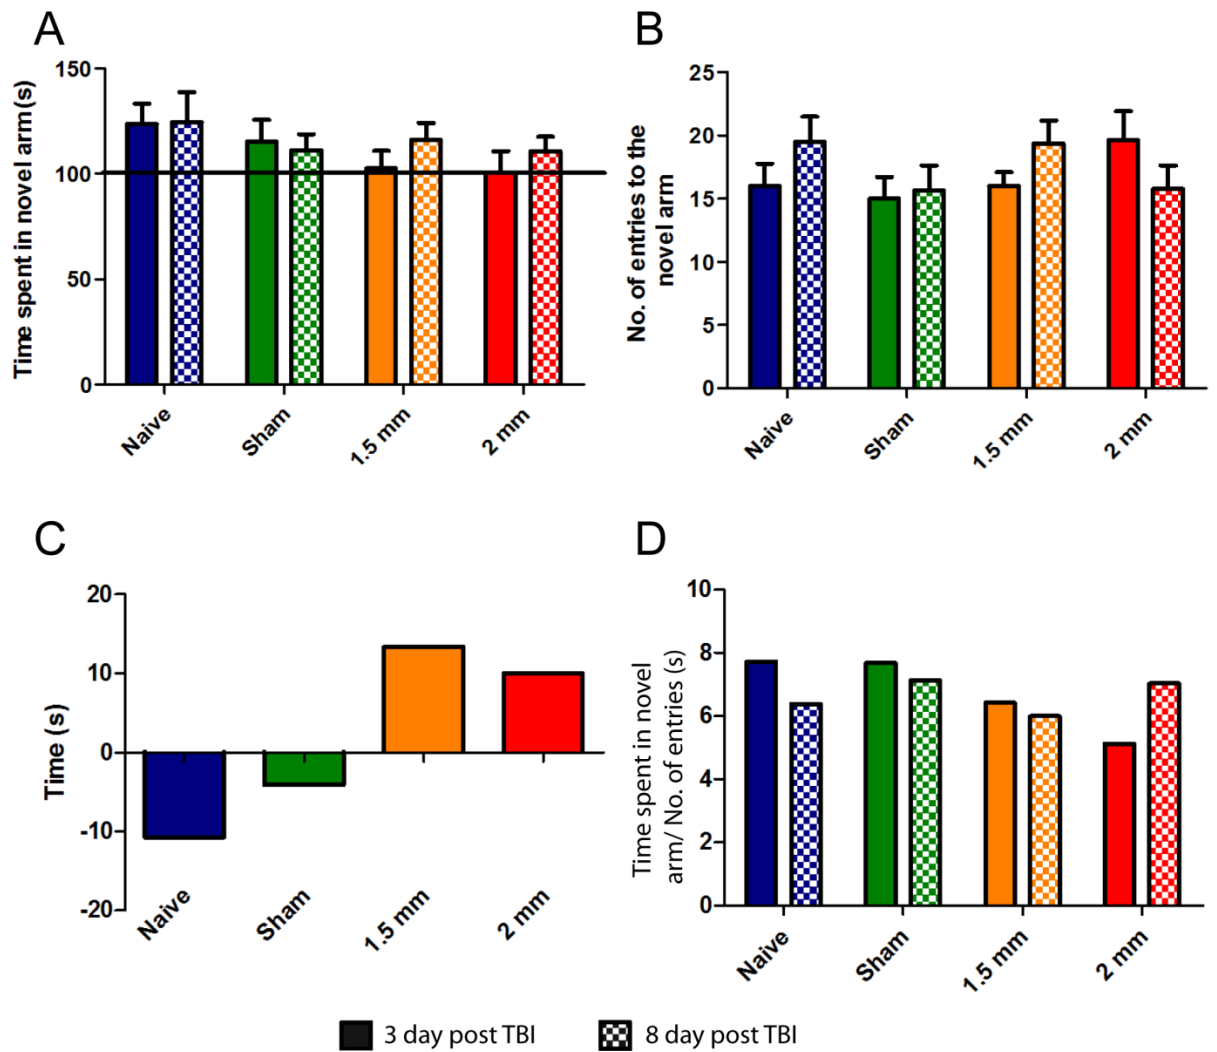 A
Time spent in novel arm (s)
150
100
50
0
Naive
Sham
1.5 mm
2 mm
B
No. of entries to the
novel arm
25
20
15
10
5
0
Naive
Sham
1.5 mm
2 mm
C
Time (s)
20
10
0
-10
-20
Naive
Sham
1.5 mm
2 mm
D
Time spent in novel
arm/ No. of entries (s)
10
8
6
4
2
0
Naive
Sham
1.5 mm
2 mm
3 day post TBI
8 day post TBI